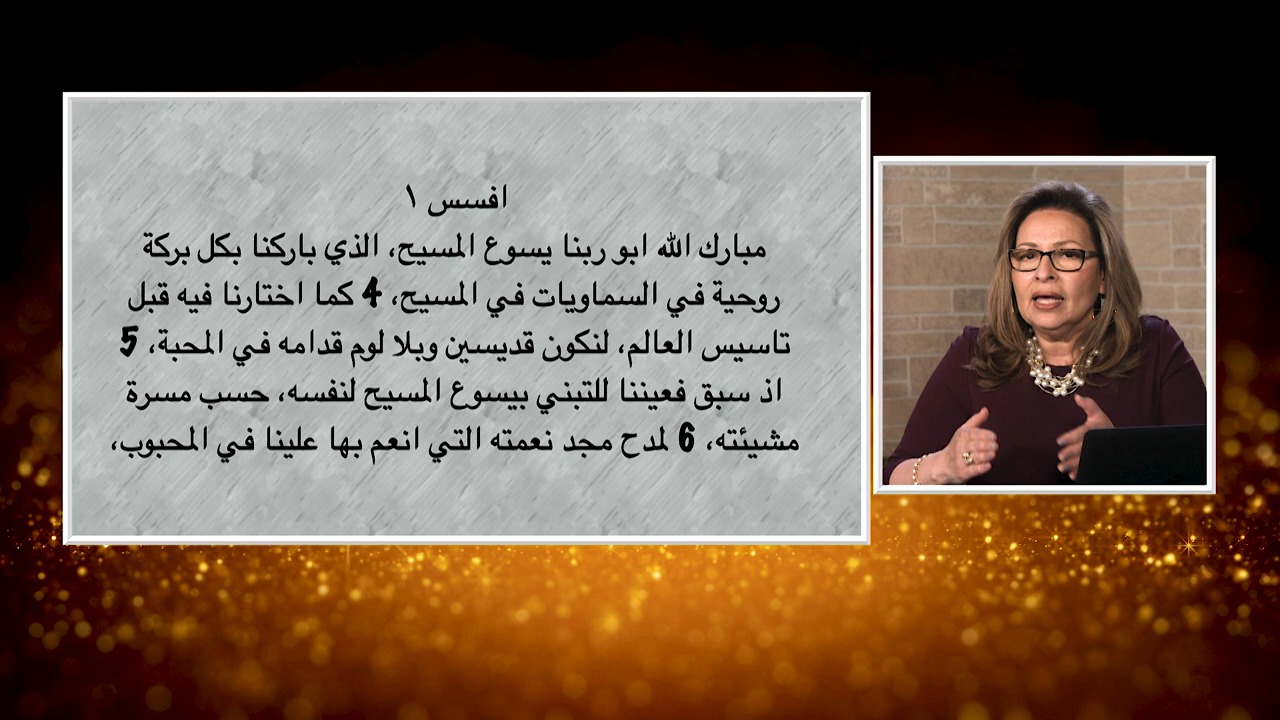 افسس ١
مبارك الله ابو ربنا يسوع المسيح، الذي باركنا بكل بركة
روحية في السماويات في المسيح، 4 كما اختارنا فيه قبل
تاسيس العالم، لنكون قديسين وبلا لوم قدامه في المحبة، 5
اذ سبق فعيننا للتبني بيسوع المسيح لنفسه، حسب مسرة
مشيئته، 6 لمدح مجد نعمته التي انعم بها علينا في المحبوب،